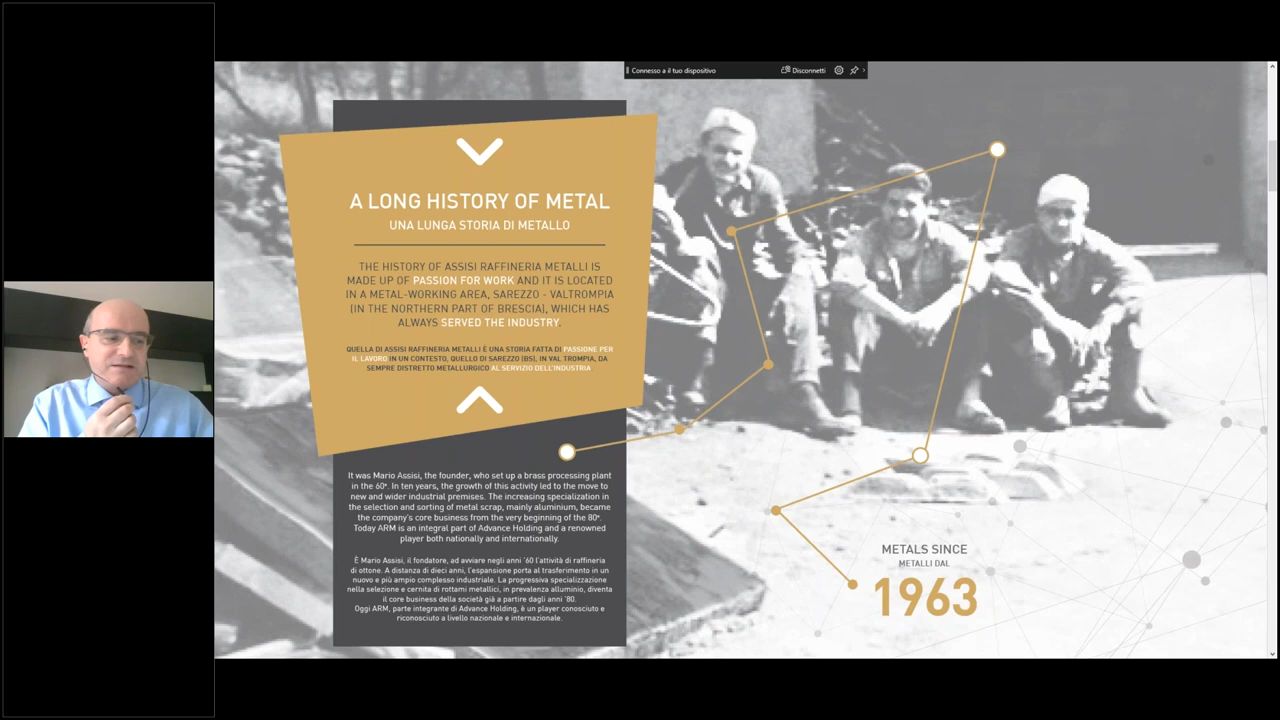 Connesso a il tuo dispositivo
Disconnetti
A LONG HISTORY OF METAL
UNA LUNGA STORIA DI METALLO
THE HISTORY OF ASSISI RAFFINERIA METALLI IS
MADE UP OF PASSION FOR WORK AND IT IS LOCATED
IN A METAL-WORKING AREA, SAREZZO - VALTROMPIA
(IN THE NORTHERN PART OF BRESCIA), WHICH HAS
ALWAYS SERVED THE INDUSTRY.
QUELLA DI ASSISI RAFFINERIA METALLI È UNA STORIA FATTA DI PASSIONE PER
IL LAVORO IN UN CONTESTO, QUELLO DI SAREZZO (BS), IN VAL TROMPIA, DA
SEMPRE DISTRETTO METALLURGICO AL SERVIZIO DELL'INDUSTRIA.
It was Mario Assisi, the founder, who set up a brass processing plant
in the 60ˢ. In ten years, the growth of this activity led to the move to
new and wider industrial premises. The increasing specialization in
the selection and sorting of metal scrap, mainly aluminium, became
the company's core business from the very beginning of the 80ˢ.
Today ARM is an integral part of Advance Holding and a renowned
player both nationally and internationally.
È Mario Assisi, il fondatore, ad avviare negli anni '60 l'attività di raffineria
di ottone. A distanza di dieci anni, l'espansione porta al trasferimento in un
nuovo e più ampio complesso industriale. La progressiva specializzazione
nella selezione e cernita di rottami metallici, in prevalenza alluminio, diventa
il core business della società già a partire dagli anni '80.
Oggi ARM, parte integrante di Advance Holding, è un player conosciuto e
riconosciuto a livello nazionale e internazionale.
METALS SINCE
METALLI DAL
1963